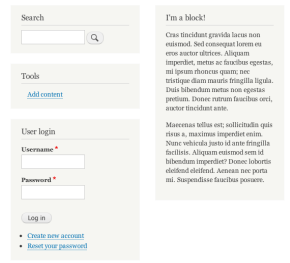 Search
Tools
Add content
User login
Username *
Password *
Log in
Create new account
Reset your password
I'm a block!
Cras tincidunt gravida lacus non
euismod. Sed consequat lorem eu
eros auctor ultrices. Aliquam
imperdiet, metus ac faucibus egestas,
mi ipsum rhoncus quam; nec
tristique diam mauris fringilla ligula.
Duis bibendum metus non egestas
pretium. Donec rutrum faucibus orci,
auctor tincidunt ante.
Maecenas tellus est; sollicitudin quis
risus a, maximus imperdiet enim.
Nunc vehicula justo id ante fringilla
facilisis. Aliquam euismod sem id
bibendum imperdiet? Donec lobortis
eleifend eleifend. Aenean nec porta
mi. Suspendisse faucibus posuere.